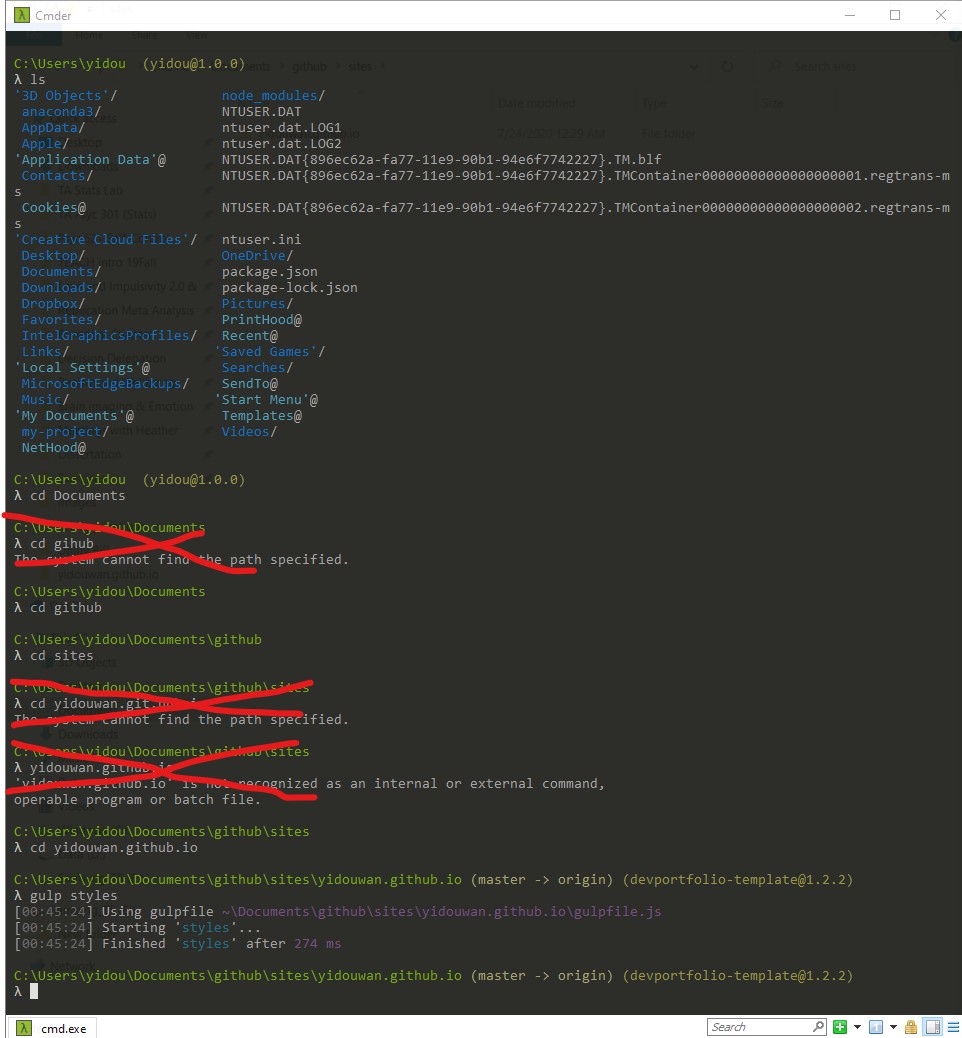 Cmder
C:\Users\yidou (yidou@1.0.0)
λ ls
'3D Objects'/ node_modules/
anaconda3/ NTUSER.DAT
AppData/ ntuser.dat.LOG1
Apple/ ntuser.dat.LOG2
'Application Data'@ NTUSER.DAT{896ec62a-fa77-11e9-90b1-94e6f7742227}.TM.blf
Contacts/ NTUSER.DAT{896ec62a-fa77-11e9-90b1-94e6f7742227}.TMContainer00000000000000000001.regtrans-m
s
Cookies@ NTUSER.DAT{896ec62a-fa77-11e9-90b1-94e6f7742227}.TMContainer00000000000000000002.regtrans-m
s
'Creative Cloud Files'/ ntuser.ini
Desktop/ OneDrive/
Documents/ package.json
Downloads/ package-lock.json
Dropbox/ Pictures/
Favorites/ PrintHood@
IntelGraphicsProfiles/ Recent@
Links/ 'Saved Games'/
'Local Settings'@ Searches/
MicrosoftEdgeBackups/ SendTo@
Music/ 'Start Menu'@
'My Documents'@ Templates@
my-project/ Videos/
NetHood@
C:\Users\yidou (yidou@1.0.0)
λ cd Documents
C:\Users\yidou\Documents
λ cd gihub
The system cannot find the path specified.
C:\Users\yidou\Documents
λ cd github
C:\Users\yidou\Documents\github
λ cd sites
C:\Users\yidou\Documents\github\sites
λ cd
The system cannot find the path specified.
C:\Users\yidou\Documents\github\sites
λ yidouwan.github.io
'yidouwan.github.io' is not recognized as an internal or external command,
operable program or batch file.
C:\Users\yidou\Documents\github\sites
λ cd yidouwan.github.io
C:\Users\yidou\Documents\github\sites\yidouwan.github.io (master -> origin) (devportfolio-template@1.2.2)
λ gulp styles
[00:45:24] Using gulpfile ~\Documents\github\sites\yidouwan.github.io\gulpfile.js
[00:45:24] Starting 'styles'...
[00:45:24] Finished 'styles' after 274 ms
C:\Users\yidou\Documents\github\sites\yidouwan.github.io (master -> origin) (devportfolio-template@1.2.2)
λ
cmd.exe
Search